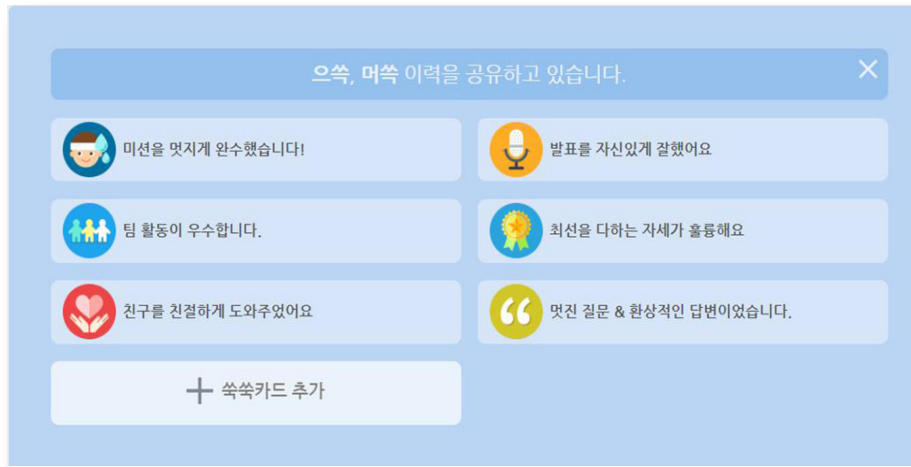 으쓱, 머쓱 이력을 공유하고 있습니다.
미션을 멋지게 완수했습니다!
발표를 자신있게 잘했어요
팀 활동이 우수합니다.
최선을 다하는 자세가 훌륭해요
친구를 친절하게 도와주었어요
멋진 질문 & 환상적인 답변이었습니다.
쑥쑥카드 추가